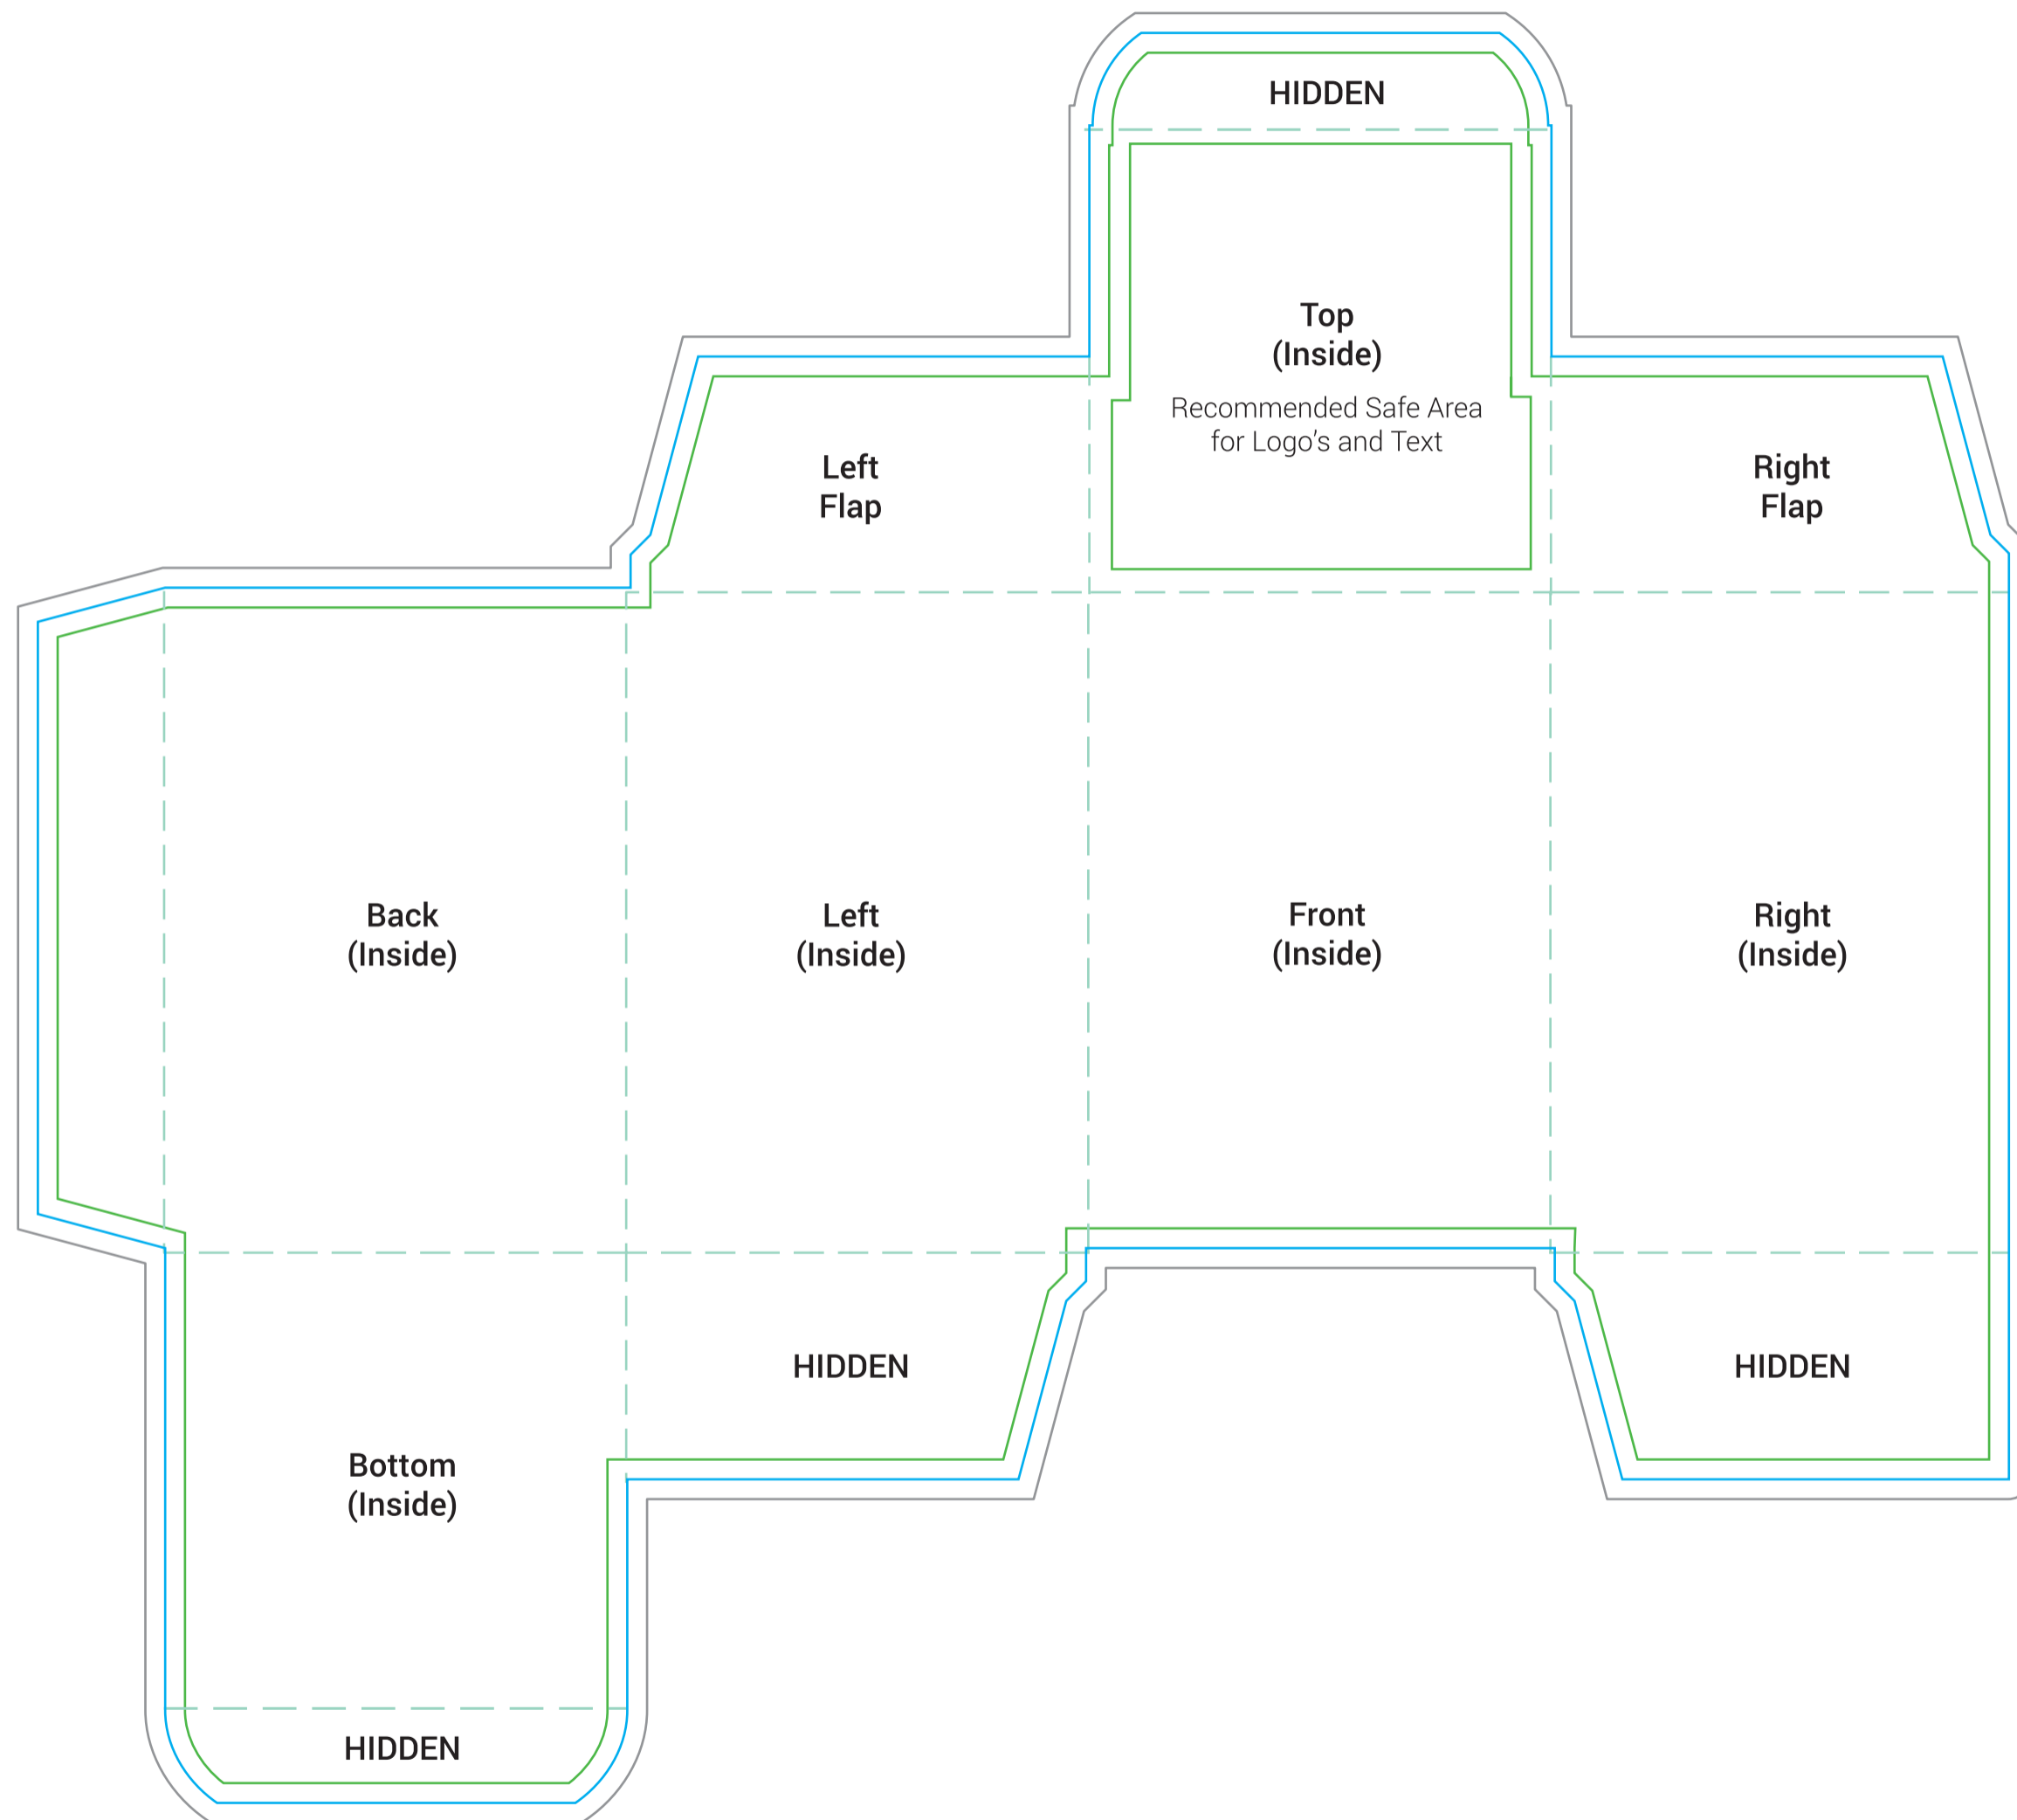 HIDDEN
Top
(Inside)
Recommended Safe Area
for Logo's and Text
Left
Flap
Right
Flap
Back
(Inside)
Left
(Inside)
Front
(Inside)
Right
(Inside)
HIDDEN
HIDDEN
Bottom
(Inside)
HIDDEN